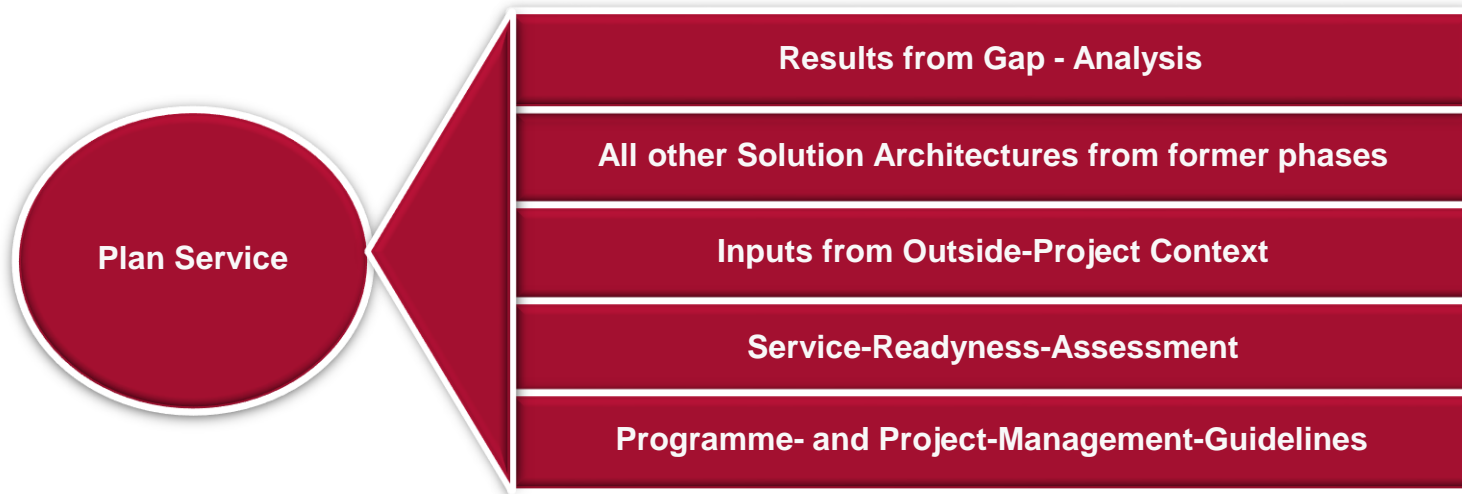 Results from Gap - Analysis
All other Solution Architectures from former phases
Plan Service
Inputs from Outside-Project Context
Service-Readyness-Assessment
Programme- and Project-Management-Guidelines